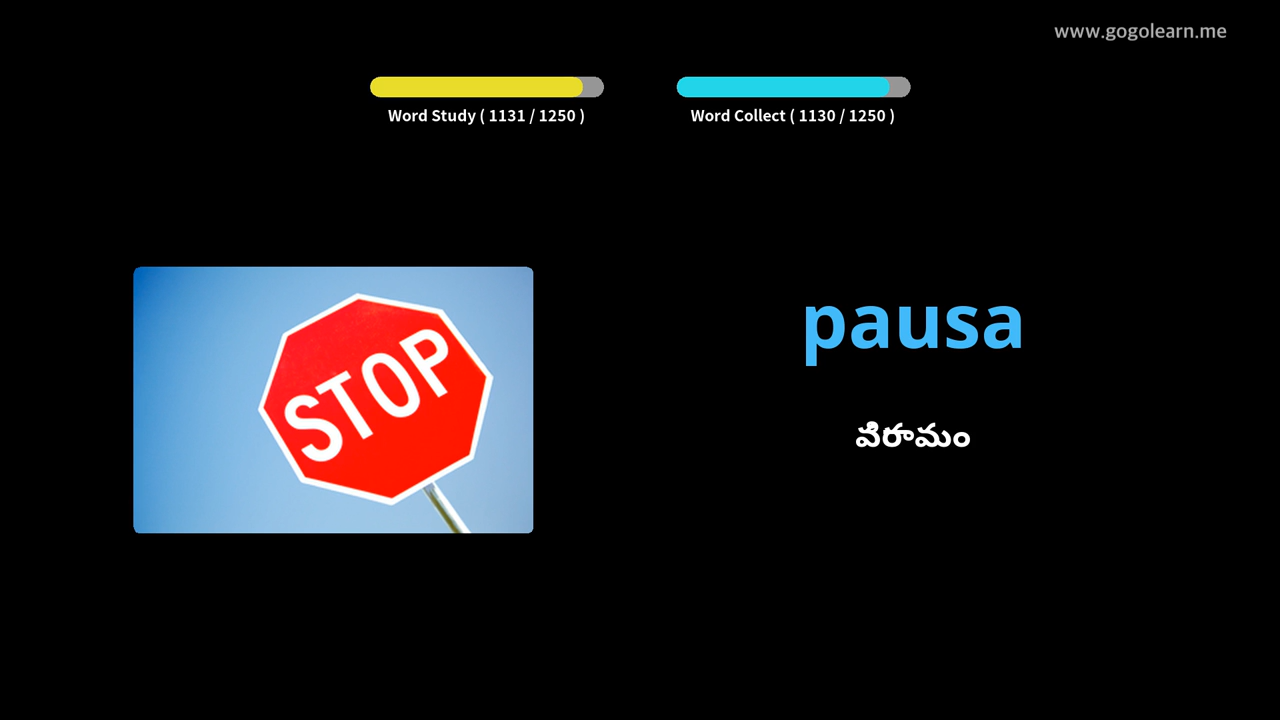 www.gogolearn.me
Word Study ( 1131 / 1250 )
Word Collect ( 1130 / 1250 )
STOP
pausa
విరామం